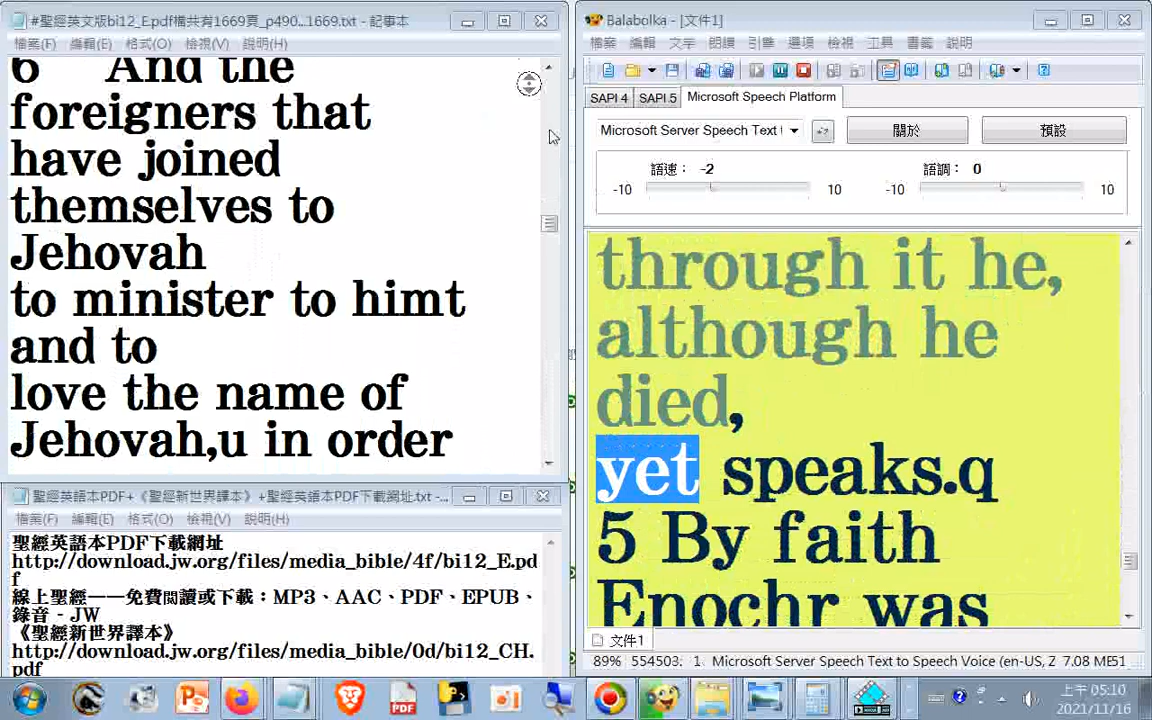 #聖經英文版bi12_E.pdf檔共有1669頁_p490...1669.txt - 記事本
檔案(F) 編輯(E) 格式(O) 檢視(V) 說明(H)
6 And the
foreigners that
have joined
themselves to
Jehovah
to minister to himt
and to
love the name of
Jehovah,u in order
聖經英語本PDF+《聖經新世界譯本》+聖經英語本PDF下載網址.txt -...
檔案(F) 編輯(E) 格式(O) 檢視(V) 說明(H)
聖經英語本PDF下載網址
http://download.jw.org/files/media_bible/4f/bi12_E.pd
f
線上聖經——免費閱讀或下載：MP3、AAC、PDF、EPUB、
錄音 - JW
《聖經新世界譯本》
http://download.jw.org/files/media_bible/0d/bi12_CH.
pdf
Balabolka - [文件1]
檔案 編輯 文字 朗讀 引擎 選項 檢視 工具 書籤 說明
SAPI 4 SAPI 5 Microsoft Speech Platform
Microsoft Server Speech Text 關於 預設
語速： -2 語調： 0
-10 10 -10 10
through it he,
although he
died,
yet speaks.q
5 By faith
Enochr was
文件1
89% 554503: 1 Microsoft Server Speech Text to Speech Voice (en-US, Z 7.08 ME51
上午 05:10
2021/11/16